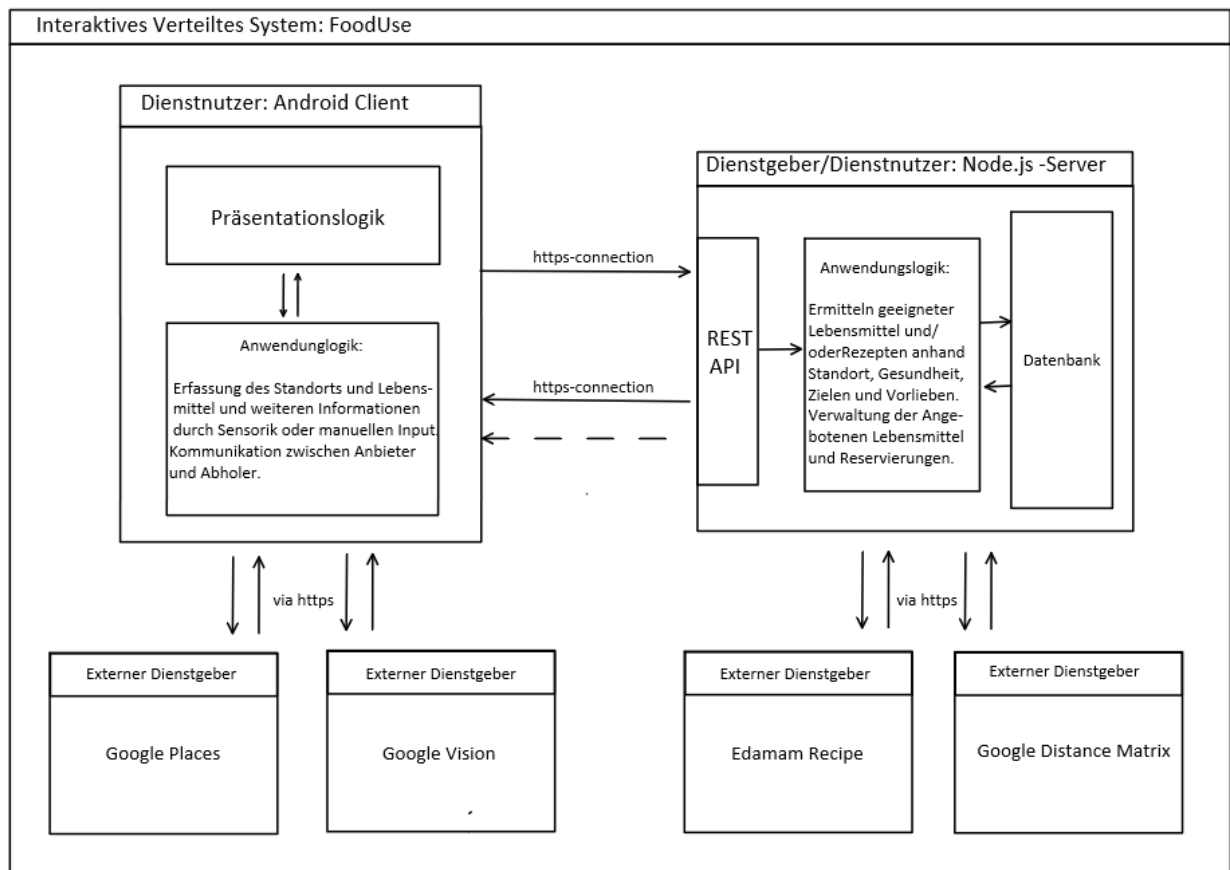 Interaktives Verteiltes System: FoodUse
Dienstnutzer: Android Client
Präsentationslogik
Anwendunglogik:
Erfassung des Standorts und Lebens-
mittel und weiteren Informationen
durch Sensorik oder manuellen Input.
Kommunikation zwischen Anbieter
und Abholer.
https-connection
https-connection
Dienstgeber/Dienstnutzer: Node.js -Server
REST
API
Anwendungslogik:
Ermitteln geeigneter
Lebensmittel und/
oderRezepten anhand
Standort, Gesundheit,
Zielen und Vorlieben.
Verwaltung der Ange-
botenen Lebensmittel
und Reservierungen.
Datenbank
via https
via https
Externer Dienstgeber
Google Places
Externer Dienstgeber
Google Vision
Externer Dienstgeber
Edamam Recipe
Externer Dienstgeber
Google Distance Matrix